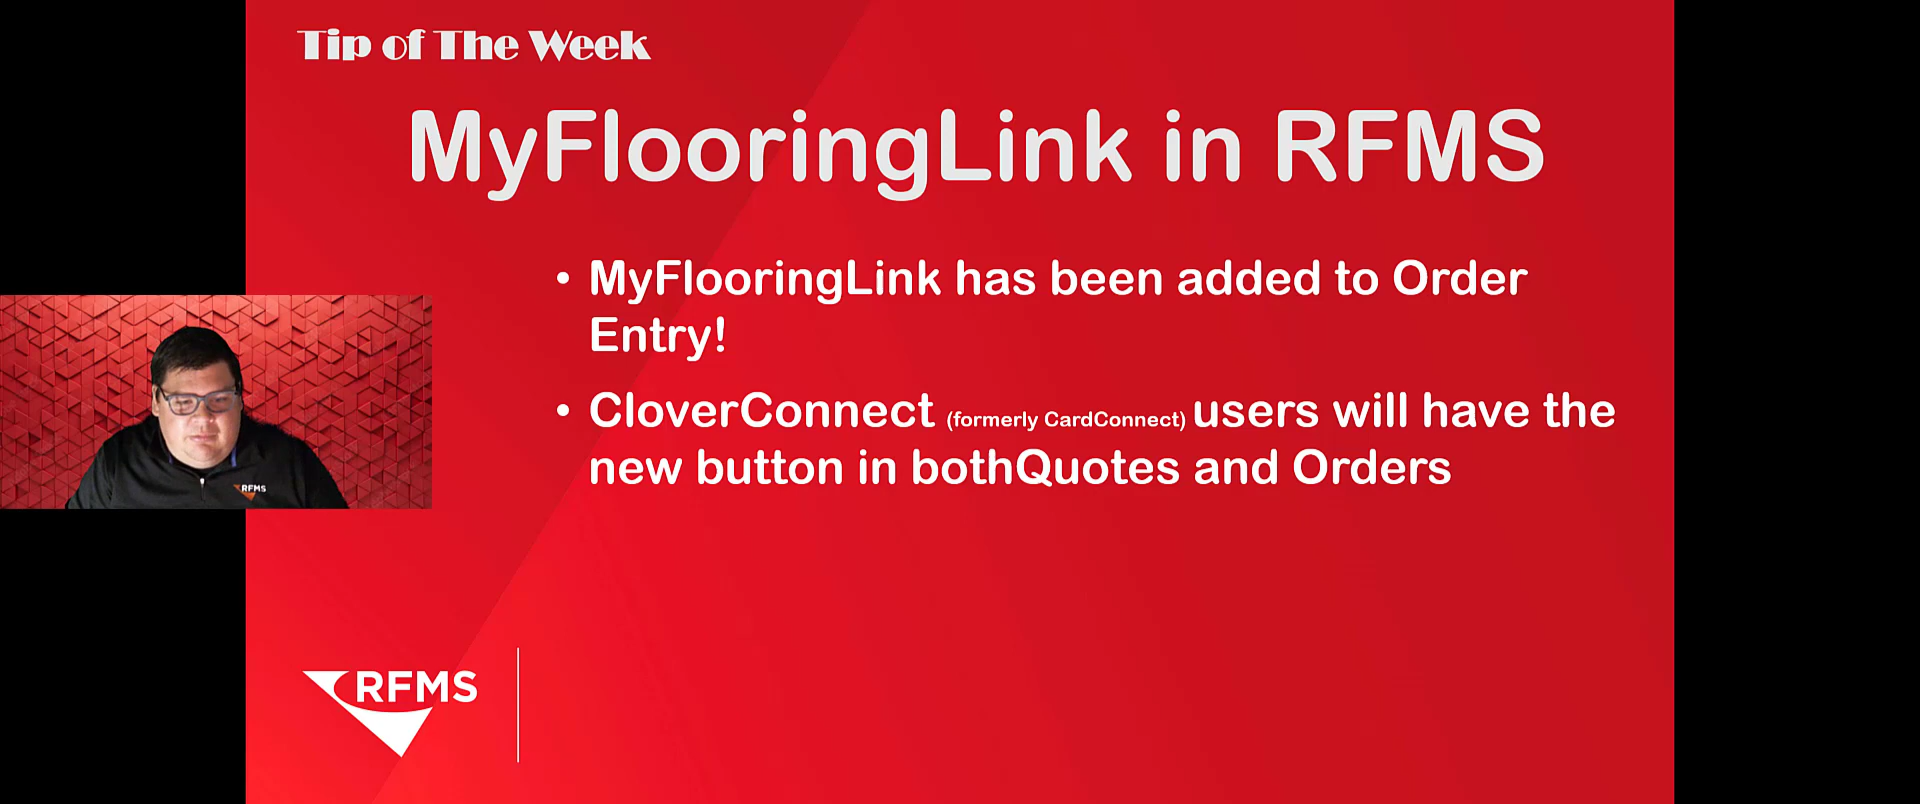 Tip of The Week
MyFlooringLink in RFMS
• MyFlooringLink has been added to Order
Entry!
• CloverConnect (formerly CardConnect) users will have the
new button in bothQuotes and Orders
RFMS
RFMS